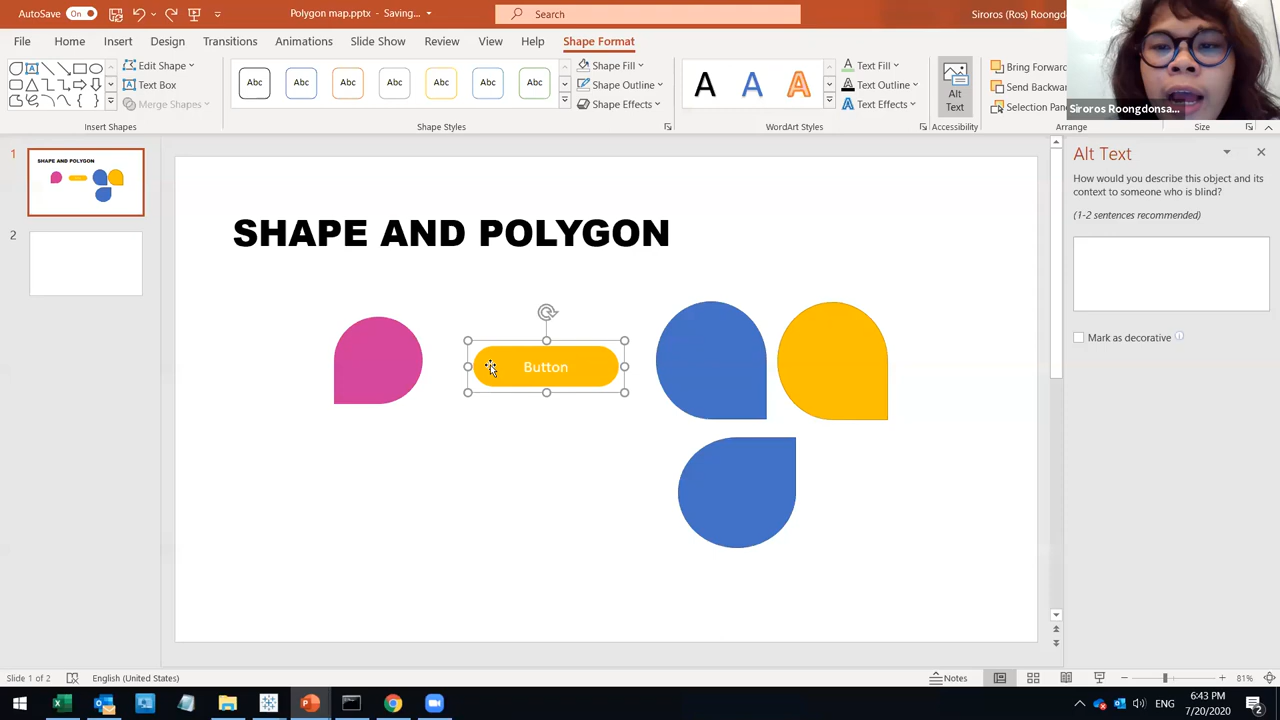 AutoSave On
Polygon map.pptx - Saving...
Search
Siroros (Ros) Roongd
File Home Insert Design Transitions Animations Slide Show Review View Help Shape Format
Edit Shape
Text Box
Merge Shapes
Insert Shapes
Abc Abc Abc Abc Abc Abc Abc
Shape Fill
Shape Outline
Shape Effects
Shape Styles
A A A
Text Fill
Text Outline
Text Effects
WordArt Styles
Alt
Text
Accessibility
Bring Forward
Send Backward
Selection Pan
Arrange
Size
Siroros Roongdonsa...
1
SHAPE AND POLYGON
2
SHAPE AND POLYGON
Button
Alt Text
How would you describe this object and its
context to someone who is blind?
(1-2 sentences recommended)
Mark as decorative
Slide 1 of 2
English (United States)
Notes
81%
ENG
6:43 PM
7/20/2020
2